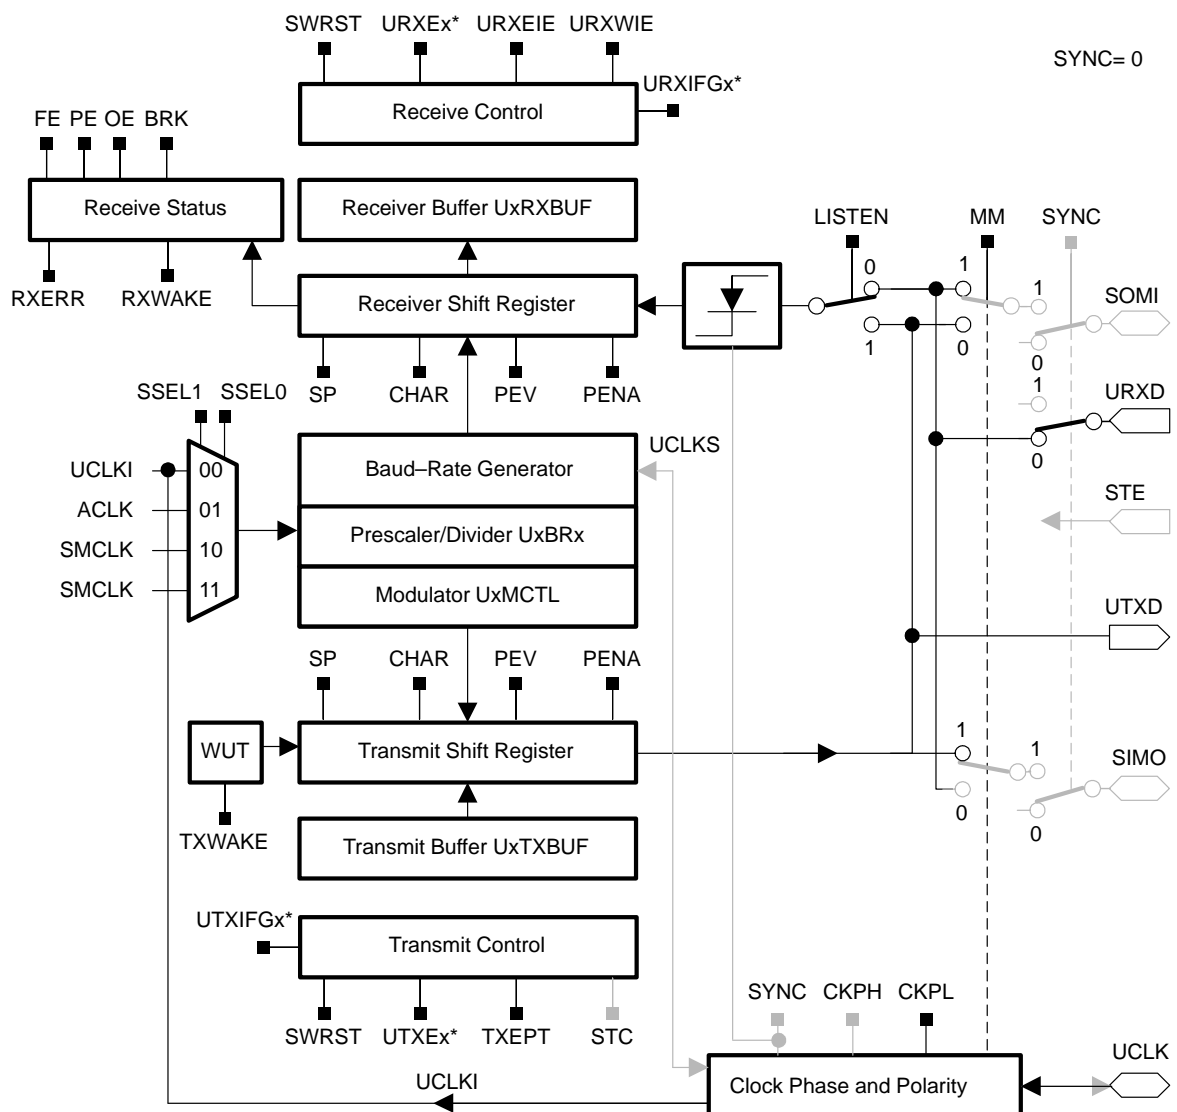 SWRST URXEx* URXEIE URXWIE
SYNC= 0
URXIFGx*
Receive Control
FE PE OE BRK
Receive Status
Receiver Buffer UxRXBUF
LISTEN MM SYNC
RXERR RXWAKE
Receiver Shift Register
0 1 1
SOMI
1 0 0
SP CHAR PEV PENA
SSEL1 SSEL0
1
URXD
UCLKS
0
UCLKI 00
Baud–Rate Generator
ACLK 01
STE
SMCLK 10
Prescaler/Divider UxBRx
SMCLK 11
Modulator UxMCTL
UTXD
SP CHAR PEV PENA
WUT
Transmit Shift Register
1 1
SIMO
0 0
TXWAKE
Transmit Buffer UxTXBUF
UTXIFGx*
Transmit Control
SWRST UTXEx* TXEPT STC
SYNC CKPH CKPL
UCLK
UCLKI
Clock Phase and Polarity